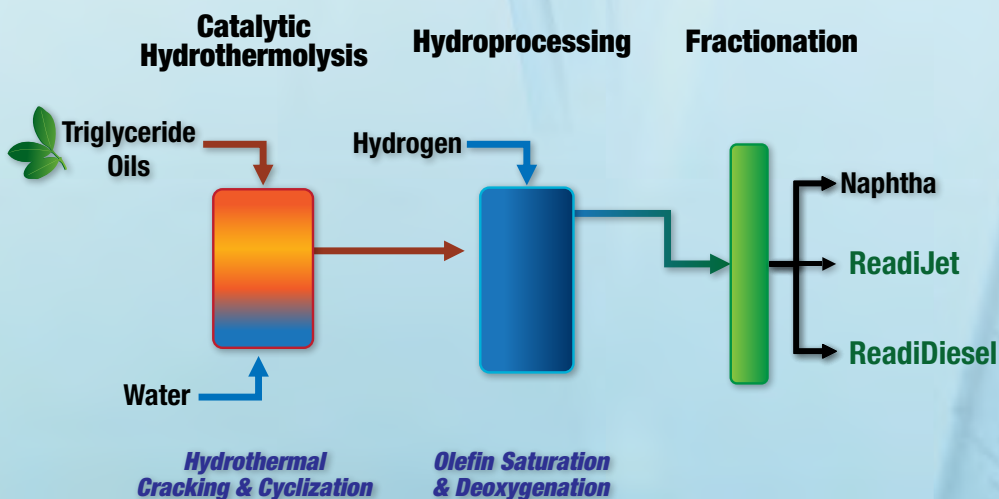 Catalytic
Hydrothermolysis
Hydroprocessing
Fractionation
Triglyceride
Oils
Hydrogen
Naphtha
ReadiJet
ReadiDiesel
Water
Hydrothermal
Cracking & Cyclization
Olefin Saturation
& Deoxygenation